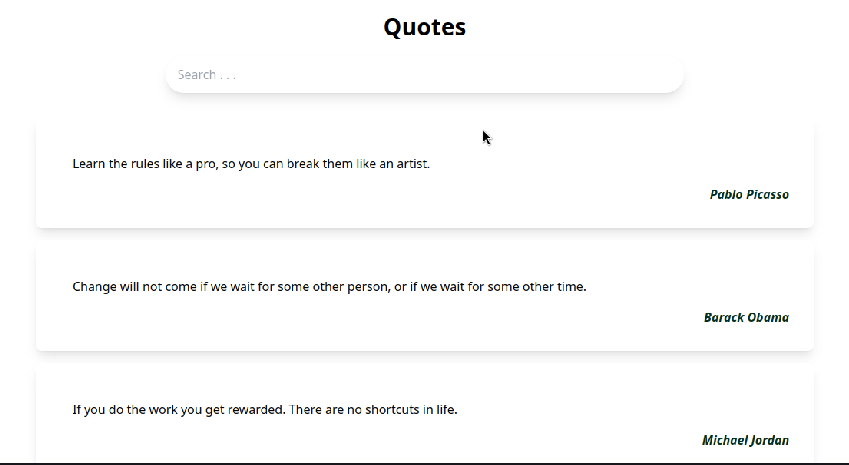 Quotes
Search . . .
Learn the rules like a pro, so you can break them like an artist.
Pablo Picasso
Change will not come if we wait for some other person, or if we wait for some other time.
Barack Obama
If you do the work you get rewarded. There are no shortcuts in life.
Michael Jordan